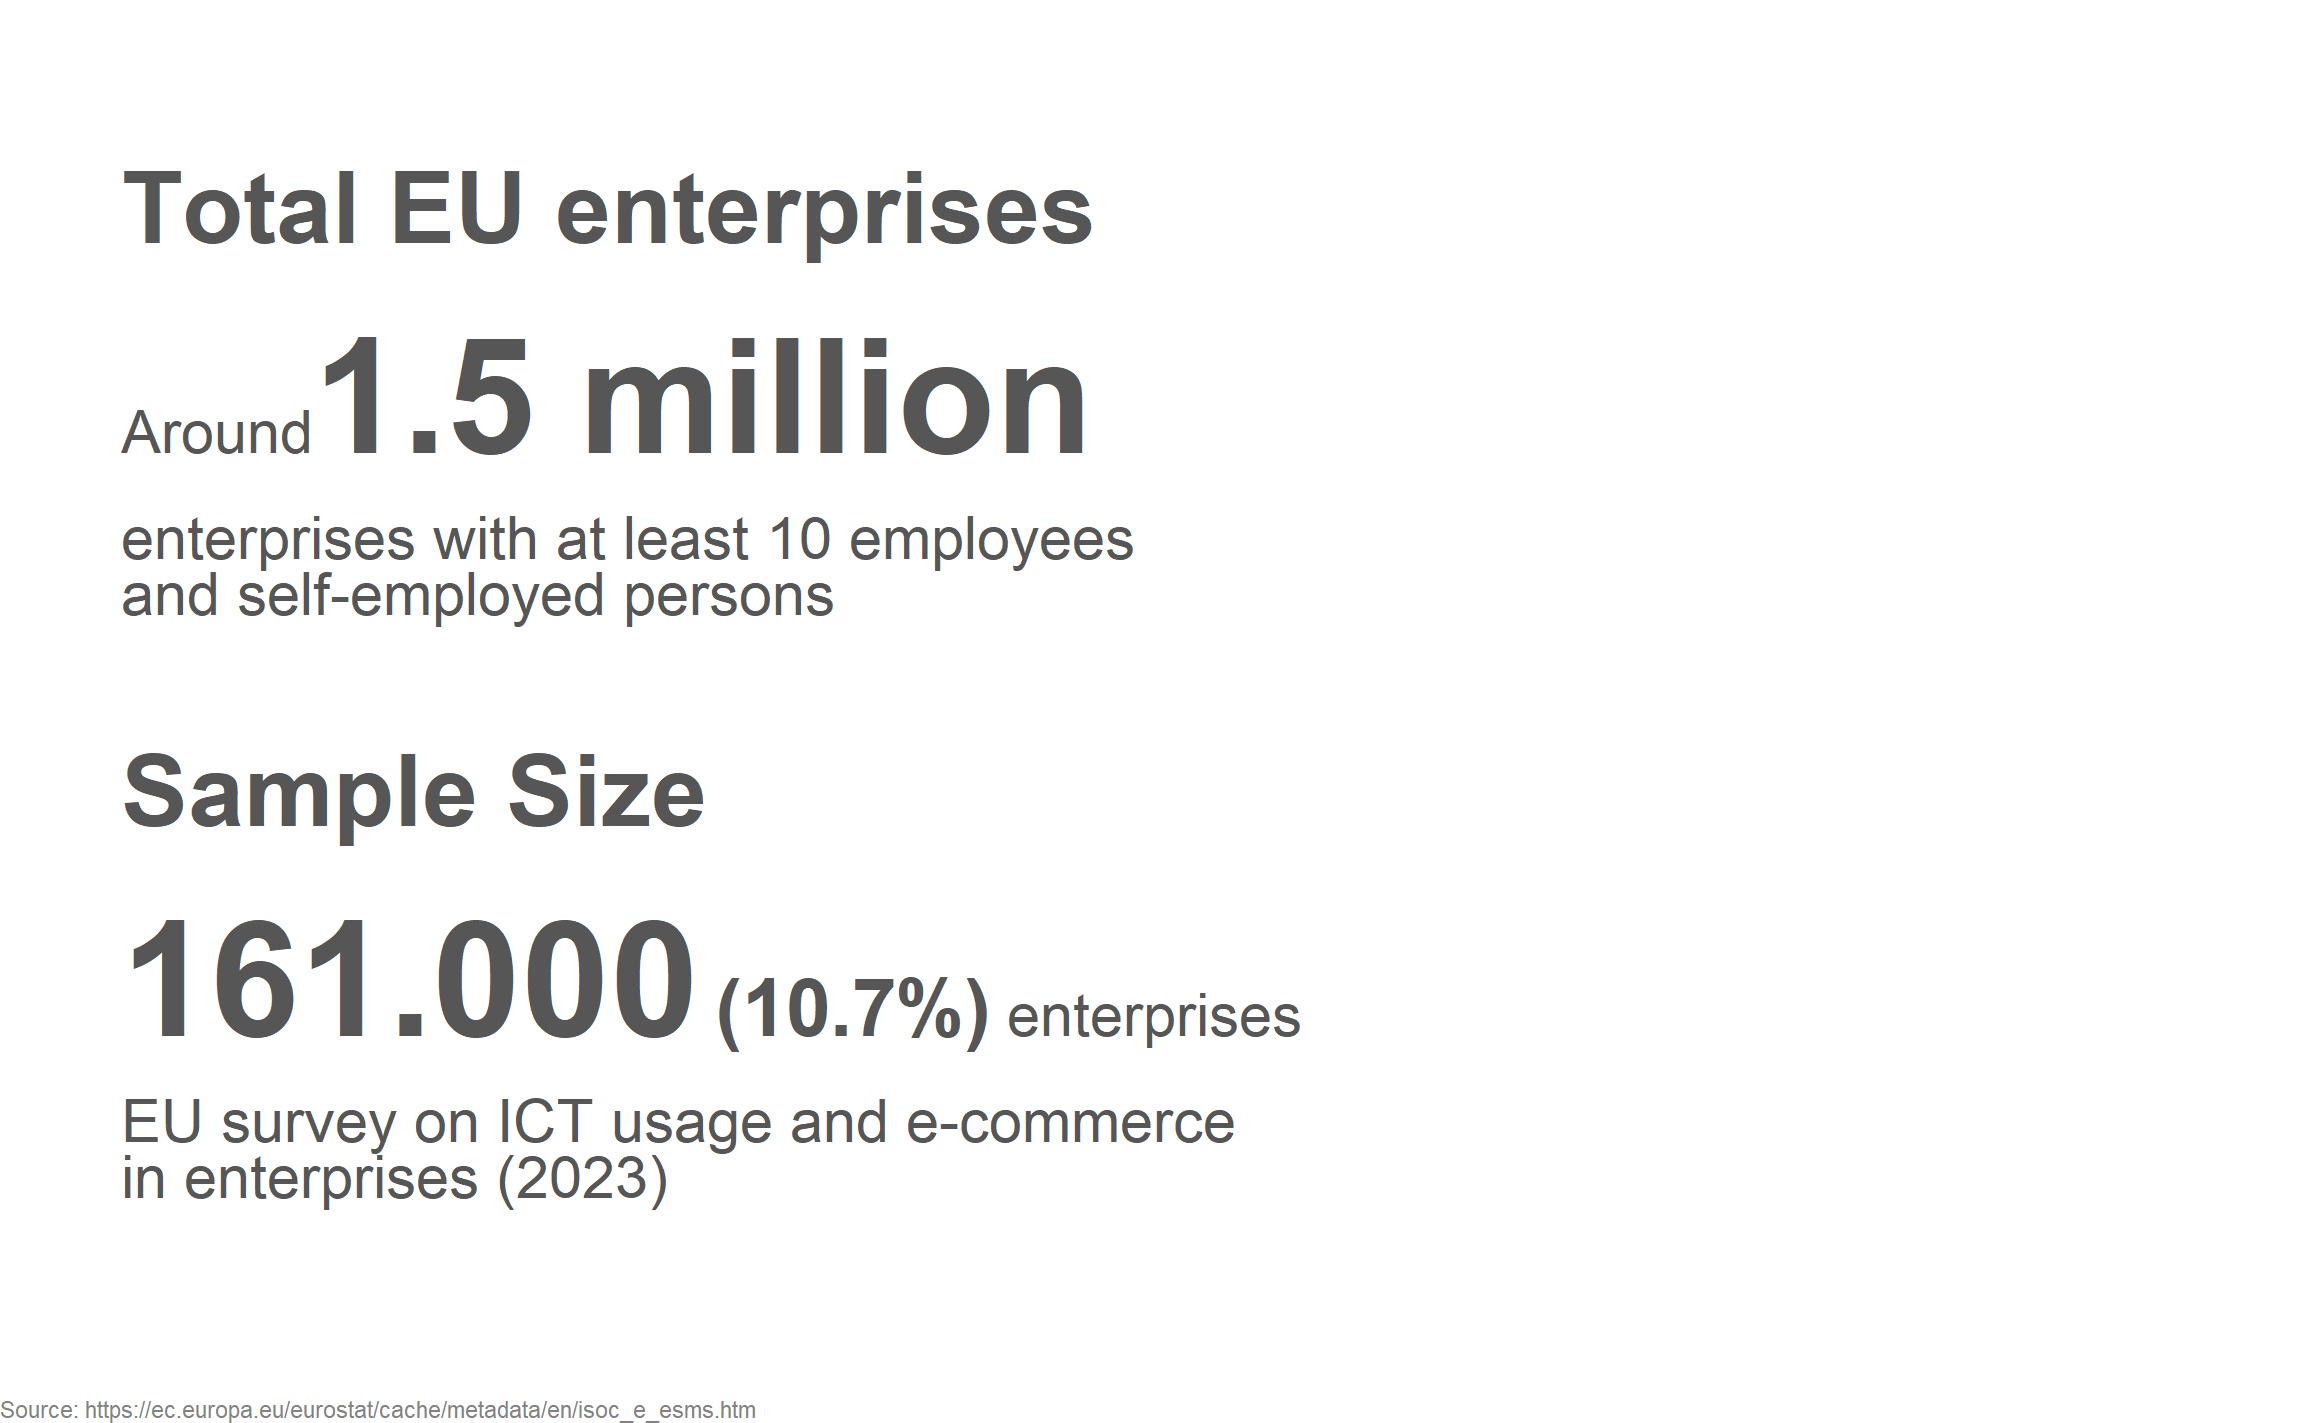 Total EU enterprises
Around 1.5 million
enterprises with at least 10 employees
and self-employed persons
Sample Size
161.000 (10.7%) enterprises
EU survey on ICT usage and e-commerce
in enterprises (2023)
Source: https://ec.europa.eu/eurostat/cache/metadata/en/isoc_e_esms.htm